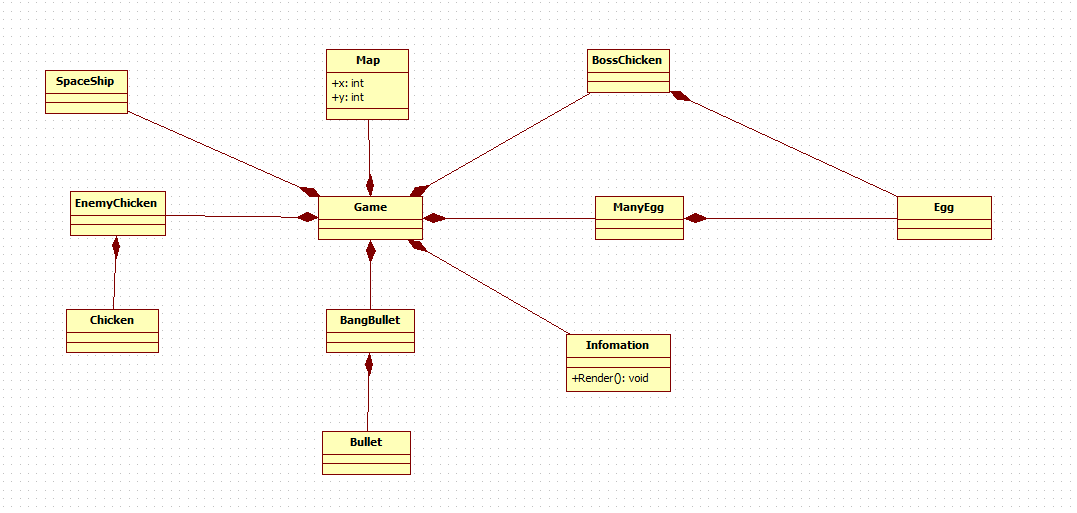 Map
+x: int
+y: int
BossChicken
SpaceShip
EnemyChicken
Game
ManyEgg
Egg
Chicken
BangBullet
Infomation
+Render(): void
Bullet